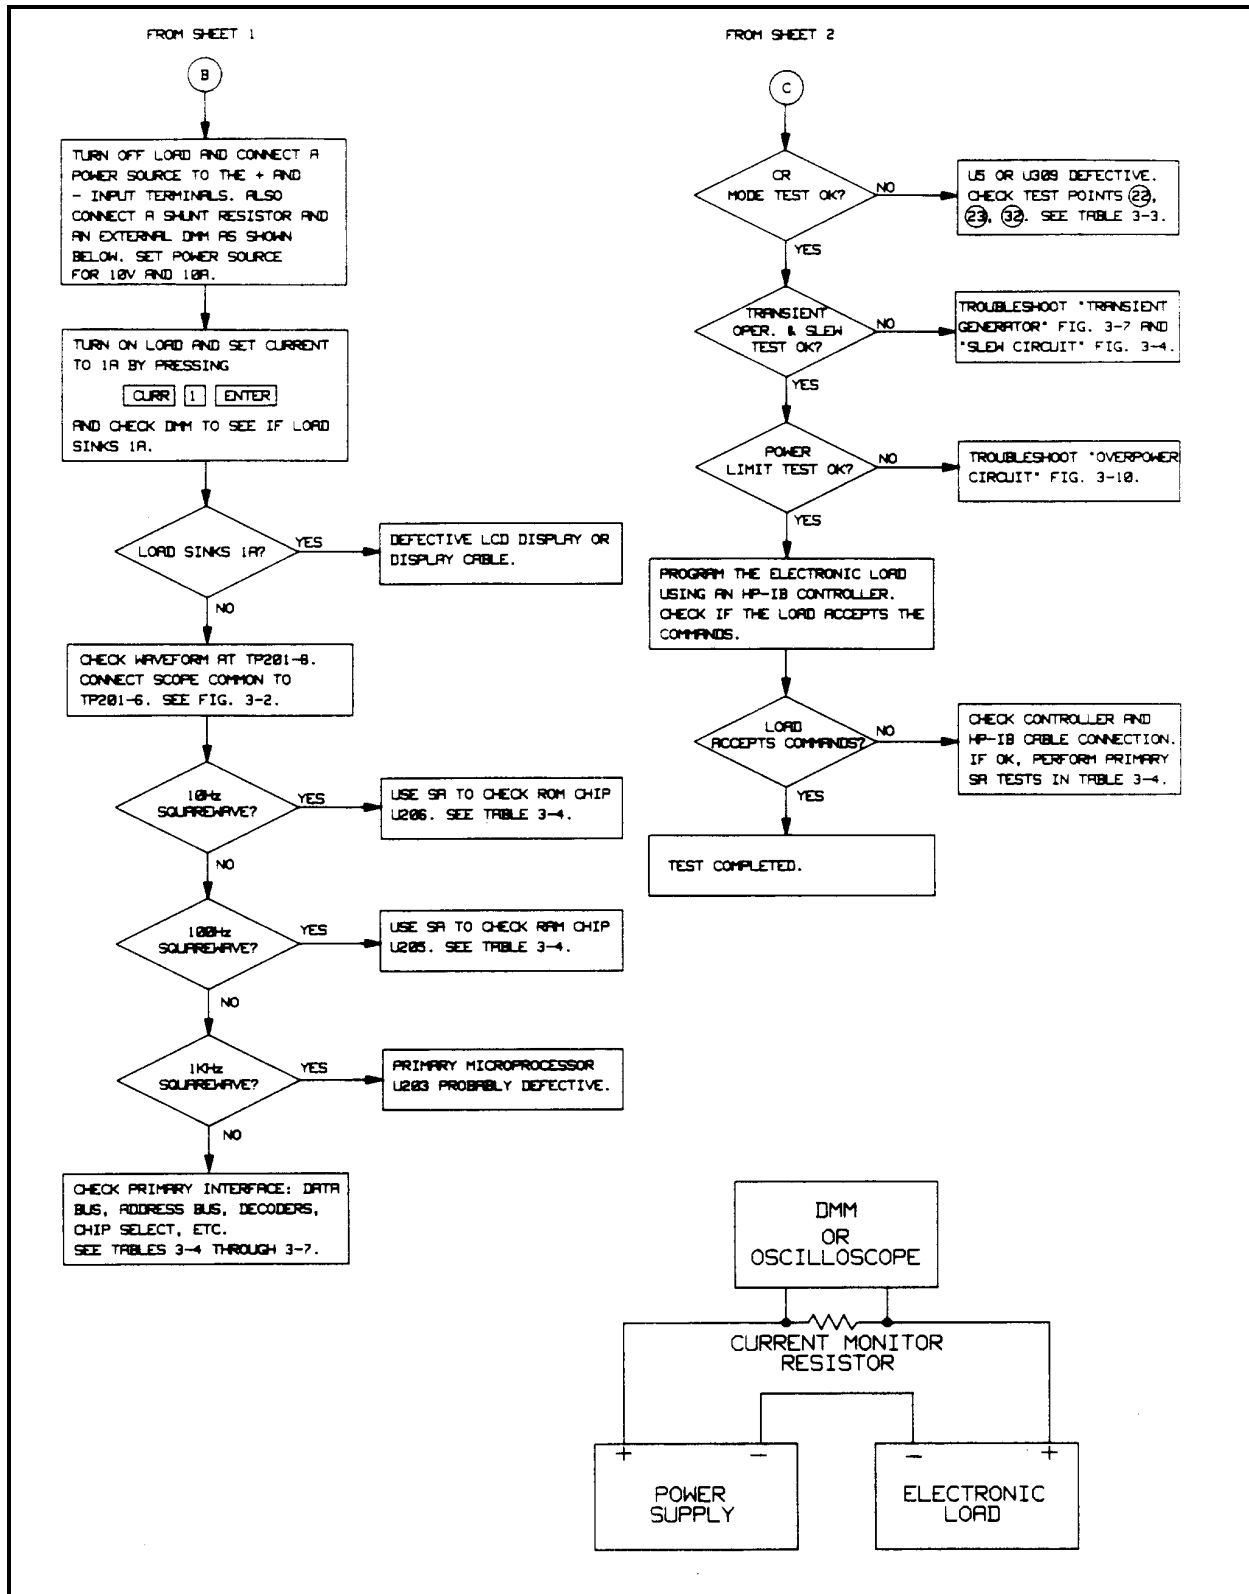 FROM SHEET 1
B
TURN OFF LOAD AND CONNECT A
POWER SOURCE TO THE + AND
- INPUT TERMINALS. ALSO
CONNECT A SHUNT RESISTOR AND
AN EXTERNAL DMM AS SHOWN
BELOW. SET POWER SOURCE
FOR 10V AND 10A.
TURN ON LOAD AND SET CURRENT
TO 1A BY PRESSING
CURR 1 ENTER
AND CHECK DMM TO SEE IF LOAD
SINKS 1A.
LOAD SINKS 1A?
YES
DEFECTIVE LCD DISPLAY OR
DISPLAY CABLE.
NO
CHECK WAVEFORM AT TP201-8.
CONNECT SCOPE COMMON TO
TP201-6. SEE FIG. 3-2.
10Hz
SQUAREWAVE?
YES
USE SA TO CHECK ROM CHIP
U206. SEE TABLE 3-4.
NO
100Hz
SQUAREWAVE?
YES
USE SA TO CHECK RAM CHIP
U205. SEE TABLE 3-4.
NO
1KHz
SQUAREWAVE?
YES
PRIMARY MICROPROCESSOR
U203 PROBABLY DEFECTIVE.
NO
CHECK PRIMARY INTERFACE: DATA
BUS, ADDRESS BUS, DECODERS,
CHIP SELECT, ETC.
SEE TABLES 3-4 THROUGH 3-7.
FROM SHEET 2
C
CR
MODE TEST OK?
NO
U5 OR U309 DEFECTIVE.
CHECK TEST POINTS 22,
23, 32. SEE TABLE 3-3.
YES
TRANSIENT
OPER. & SLEW
TEST OK?
NO
TROUBLESHOOT "TRANSIENT
GENERATOR" FIG. 3-7 AND
"SLEW CIRCUIT" FIG. 3-4.
YES
POWER
LIMIT TEST OK?
NO
TROUBLESHOOT "OVERPOWER
CIRCUIT" FIG. 3-10.
YES
PROGRAM THE ELECTRONIC LOAD
USING AN HP-IB CONTROLLER.
CHECK IF THE LOAD ACCEPTS THE
COMMANDS.
LOAD
ACCEPTS COMMANDS?
NO
CHECK CONTROLLER AND
HP-IB CABLE CONNECTION.
IF OK, PERFORM PRIMARY
SA TESTS IN TABLE 3-4.
YES
TEST COMPLETED.
DMM
OR
OSCILLOSCOPE
CURRENT MONITOR
RESISTOR
+ - - +
POWER
SUPPLY
ELECTRONIC
LOAD